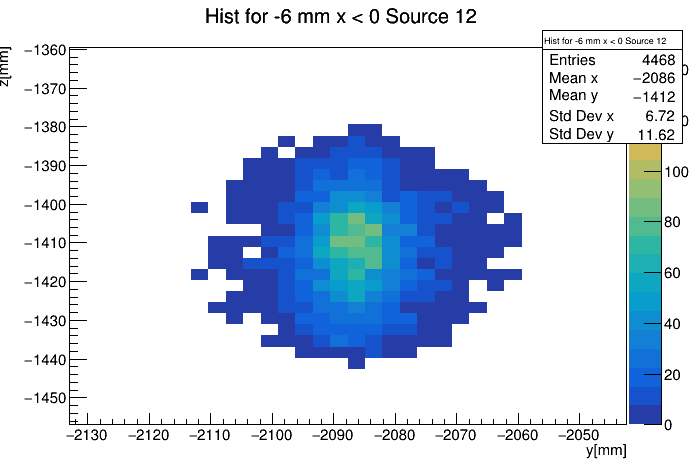 Hist for -6 mm x < 0 Source 12
Hist for -6 mm x < 0 Source 12
Entries 4468
Mean x −2086
Mean y −1412
Std Dev x 6.72
Std Dev y 11.62
z[mm]
−1360
−1370
−1380
−1390
−1400
−1410
−1420
−1430
−1440
−1450
0
0
100
80
60
40
20
0
−2130 −2120 −2110 −2100 −2090 −2080 −2070 −2060 −2050
y[mm]